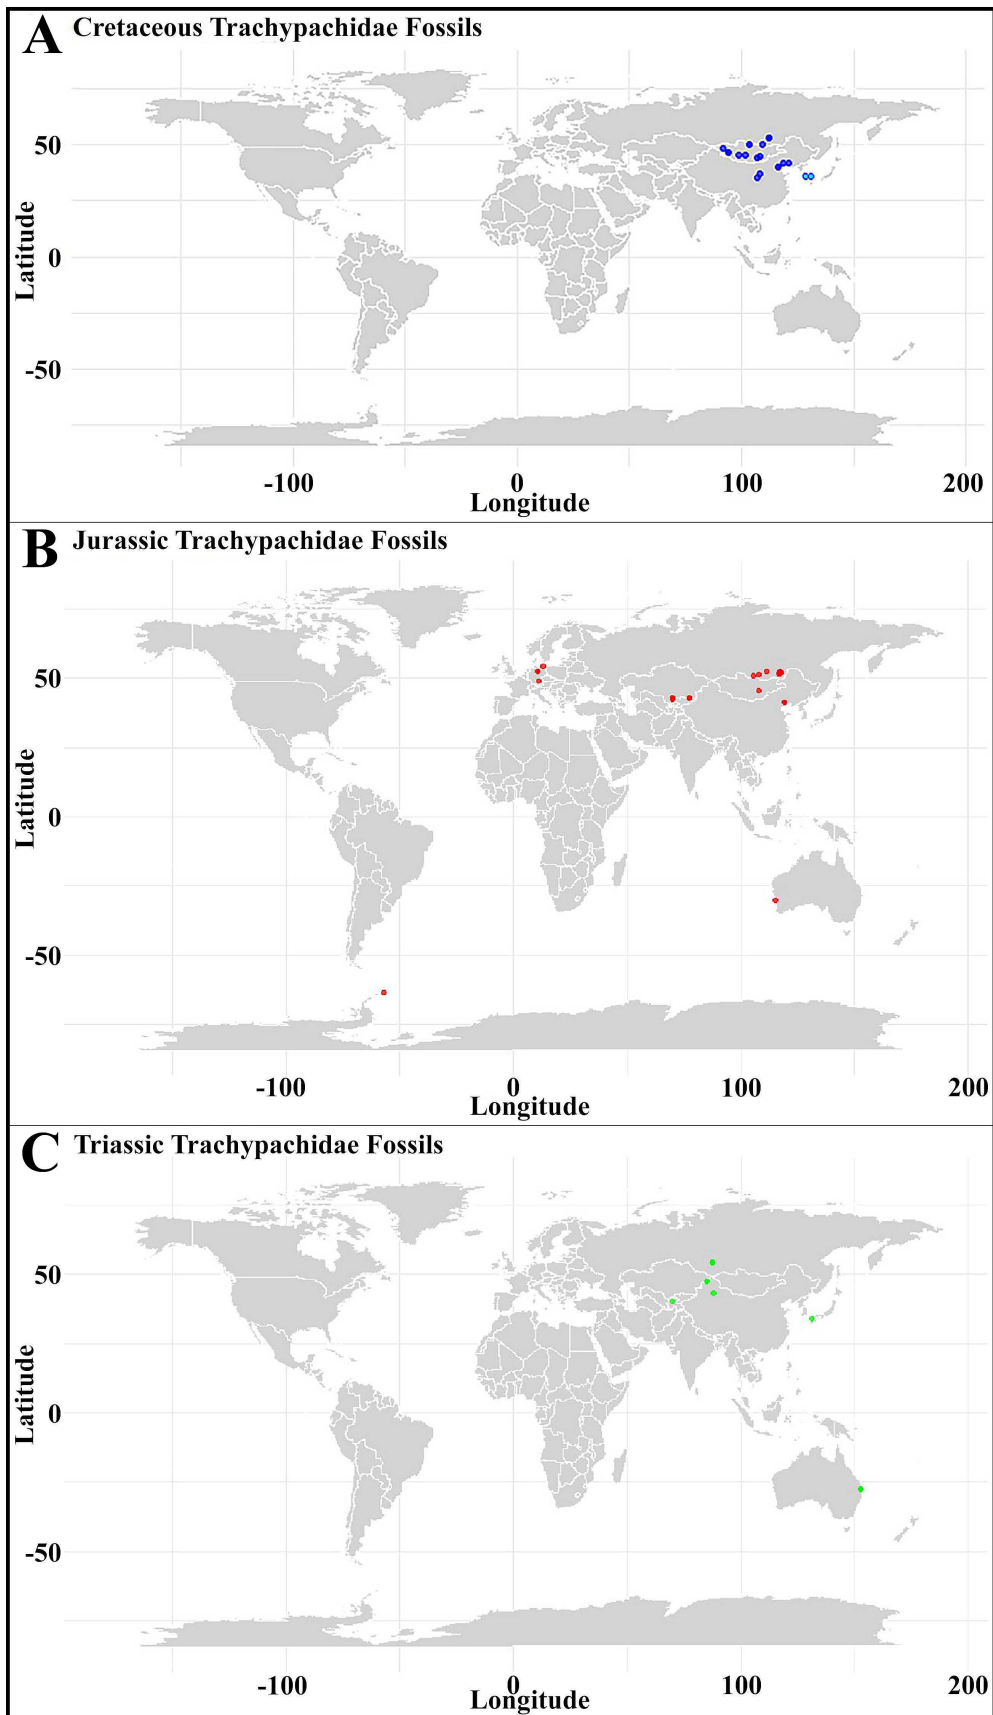 A Cretaceous Trachypachidae Fossils
50
0
-50
Latitude
-100 0 100 200
Longitude
B Jurassic Trachypachidae Fossils
50
0
-50
Latitude
-100 0 100 200
Longitude
C Triassic Trachypachidae Fossils
50
0
-50
Latitude
-100 0 100 200
Longitude